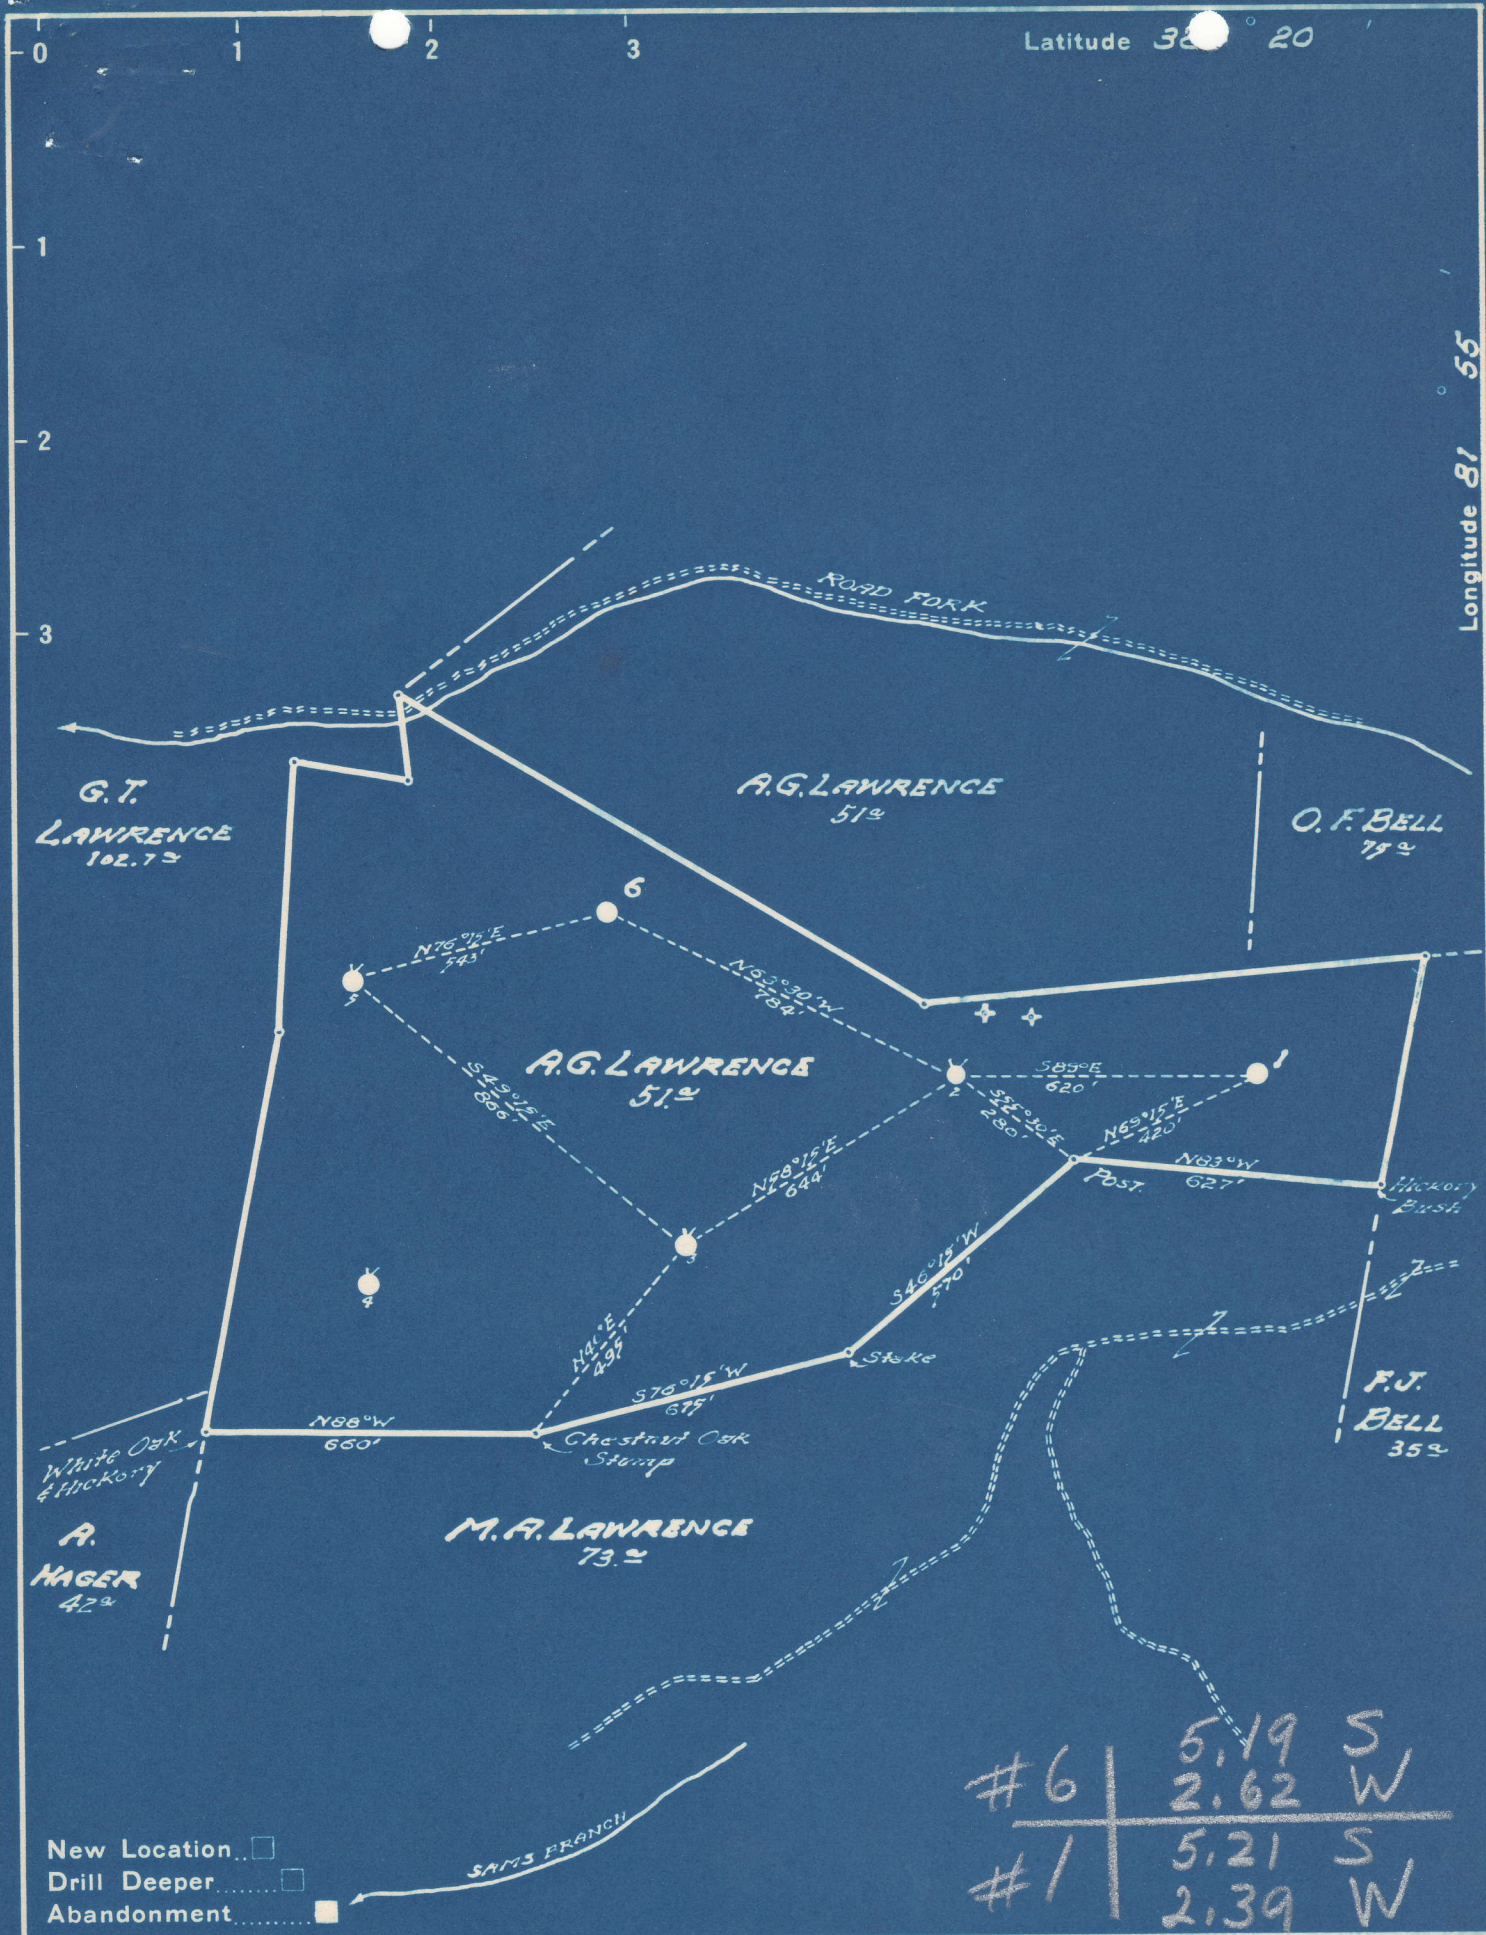 0 1 2 3
Latitude 38° 20'
1
2
3
Longitude 81° 55'
ROAD FORK
G.T.
LAWRENCE
102.7 a
A.G. LAWRENCE
51 a
O.F. BELL
75 a
6
N76°15'E
543'
N63°30'W
784'
5
A.G. LAWRENCE
51. a
S49°15'E
866'
2
S89°E
620'
1
S55°30'E
280'
N69°15'E
420'
N58°15'E
644'
POST.
N83°W
627'
Hickory
Bush
3
4
S46°15'W
570'
N40°E
495'
Stake
S76°15'W
675'
F.J.
BELL
35 a
N88°W
660'
White Oak
& Hickory
Chestnut Oak
Stump
A.
HAGER
42 a
M.A. LAWRENCE
73. a
SAMS BRANCH
New Location..
Drill Deeper.......
Abandonment.........
#6 5.19 S
2.62 W
#1 5.21 S
2.39 W